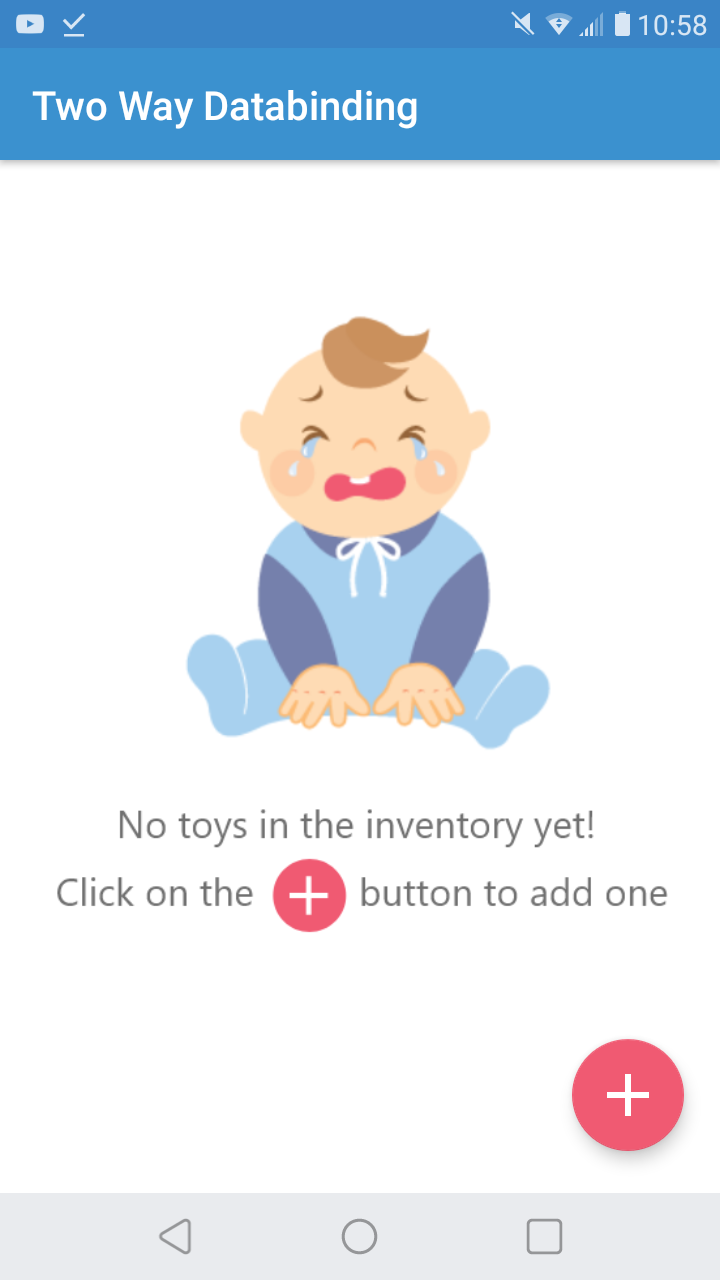 10:58
Two Way Databinding
No toys in the inventory yet!
Click on the + button to add one